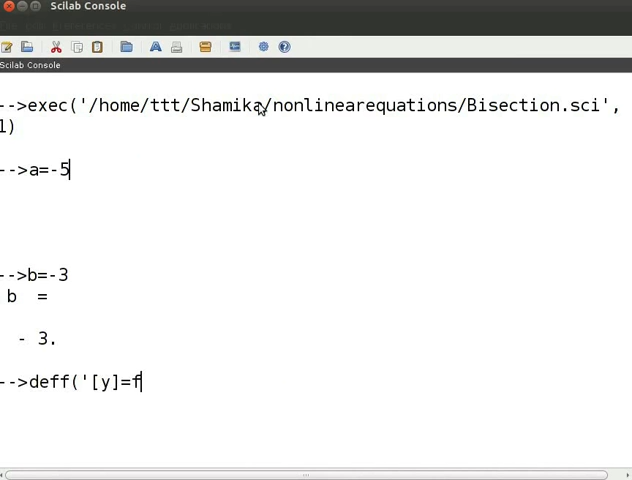 Scilab Console
Scilab Console
-->exec('/home/ttt/Shamika/nonlinearequations/Bisection.sci',
1)
-->a=-5
-->b=-3
b =
- 3.
-->deff('[y]=f